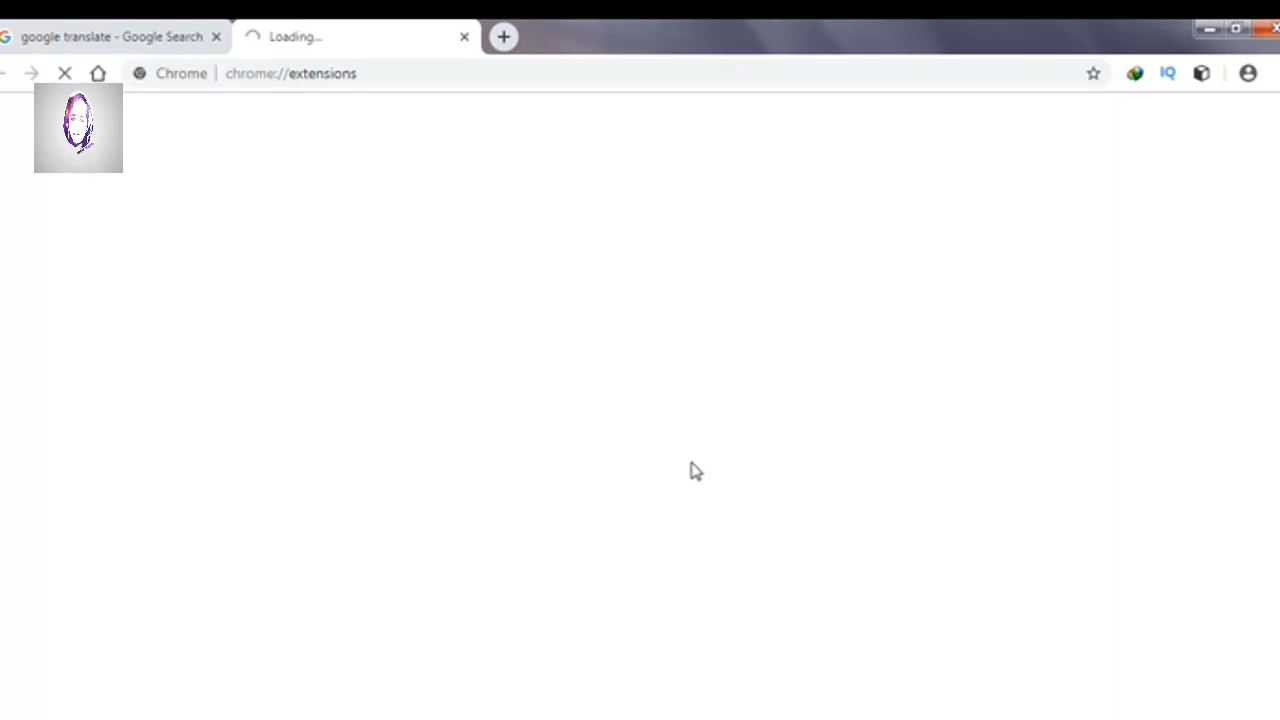 google translate - Google Search
Loading...
Chrome
chrome://extensions
IQ